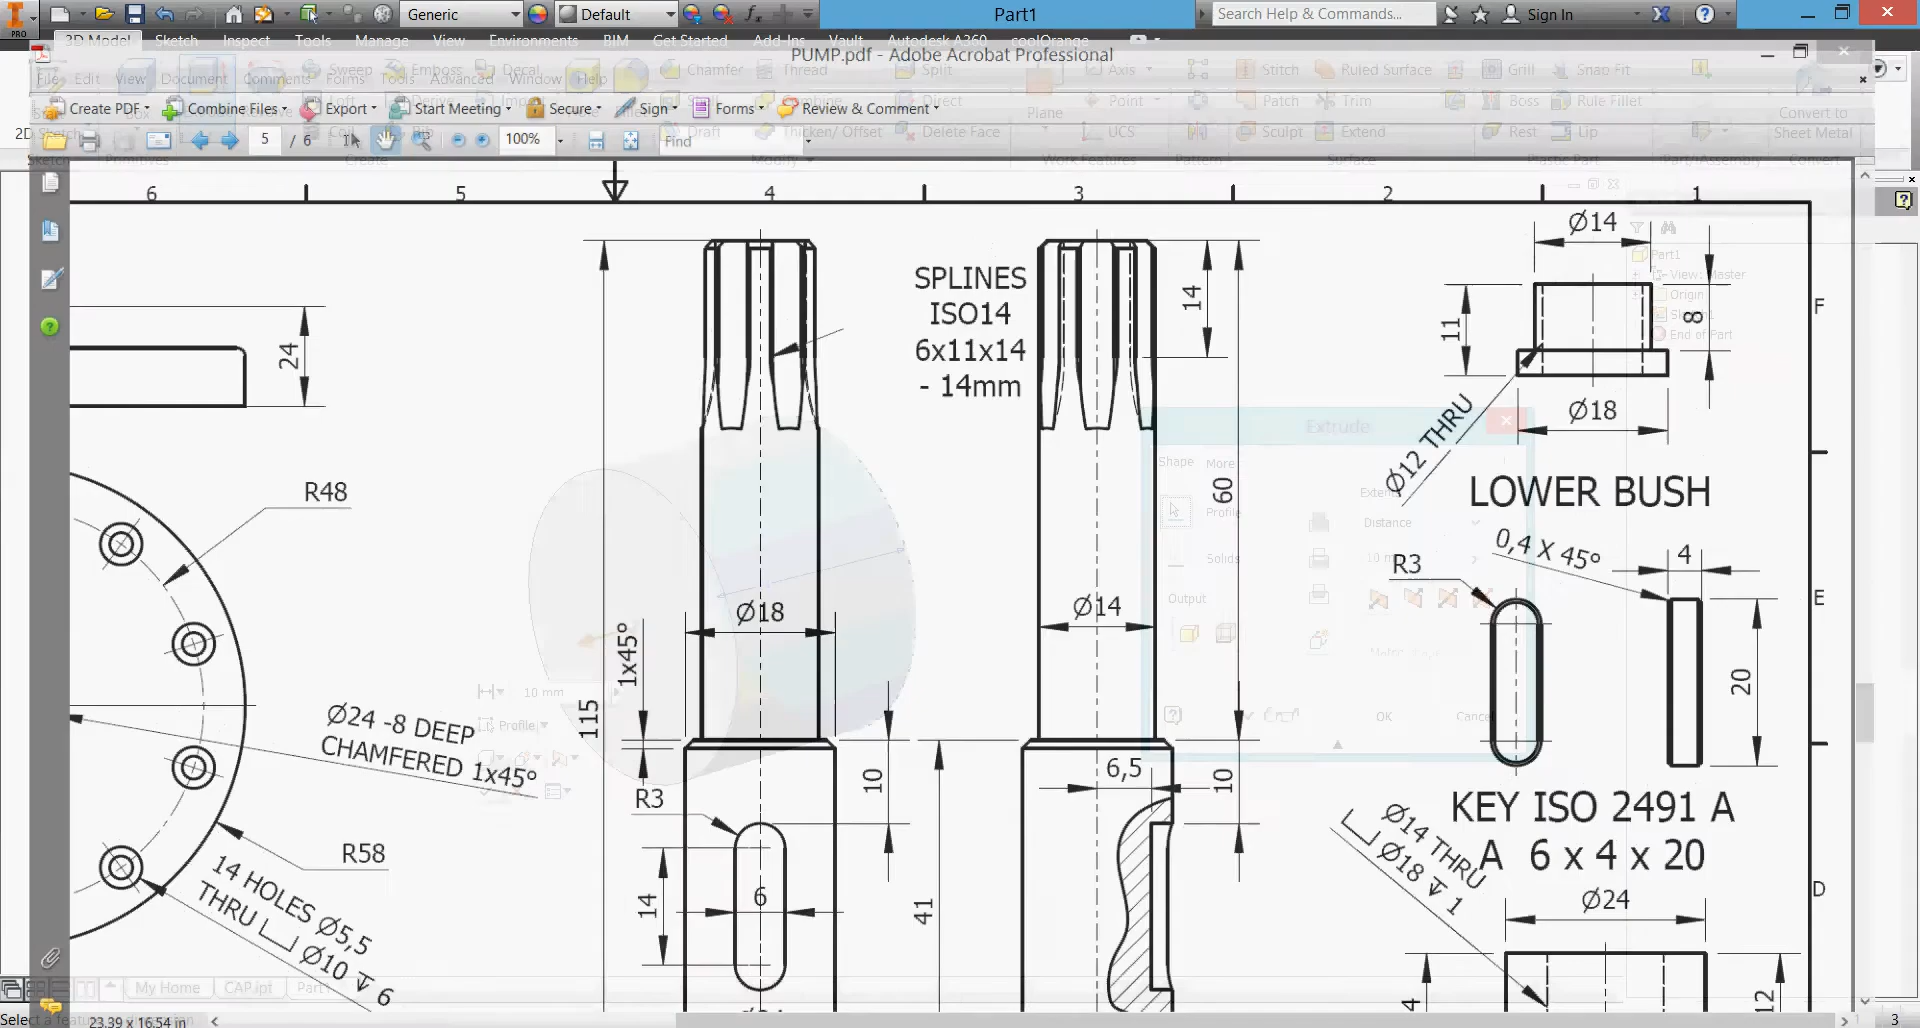 PRO
Generic
Default
Part1
Search Help & Commands...
Sign In
3D Model
Sketch
Inspect
Tools
Manage
View
Environments
BIM
Get Started
Add-Ins
Vault
Autodesk A360
coolOrange
PUMP.pdf - Adobe Acrobat Professional
File Edit View Document Comments Forms Tools Advanced Window Help
Sweep Emboss Decal
Chamfer Thread Split Axis Stitch Ruled Surface Grill Snap Fit
Create PDF
Combine Files
Export
Start Meeting
Secure
Sign
Forms
Review & Comment
Direct
Plane
Point
Patch Trim Boss Rule Fillet
Convert to
Sheet Metal
5 / 6
100%
Find
Draft Thicken/ Offset Delete Face
UCS
Sculpt Extend Rest Lip
Primitives
Create
Modify
Work Features
Pattern
Surface
Plastic Part
Convert
6 5 4 3 2 1
F
E
D
24
R48
Ø24 -8 DEEP
CHAMFERED 1x45°
R58
14 HOLES Ø5,5
THRU
Ø10
6
115
1x45°
Ø18
R3
14
6
10
41
SPLINES
ISO14
6x11x14
- 14mm
14
60
Ø14
6,5
10
Ø14
11
8
Ø18
Ø12 THRU
LOWER BUSH
R3
0,4 X 45°
4
20
KEY ISO 2491 A
A 6 x 4 x 20
Ø14 THRU
Ø18
1
Ø24
4
12
Part1
View: Master
Origin
End of Part
Extrude
Shape
More
Extents
Profile
Distance
Solids
10 mm
Output
OK
Cancel
10 mm
Profile
My Home
CAP.ipt
23.39 x 16.54 in
3